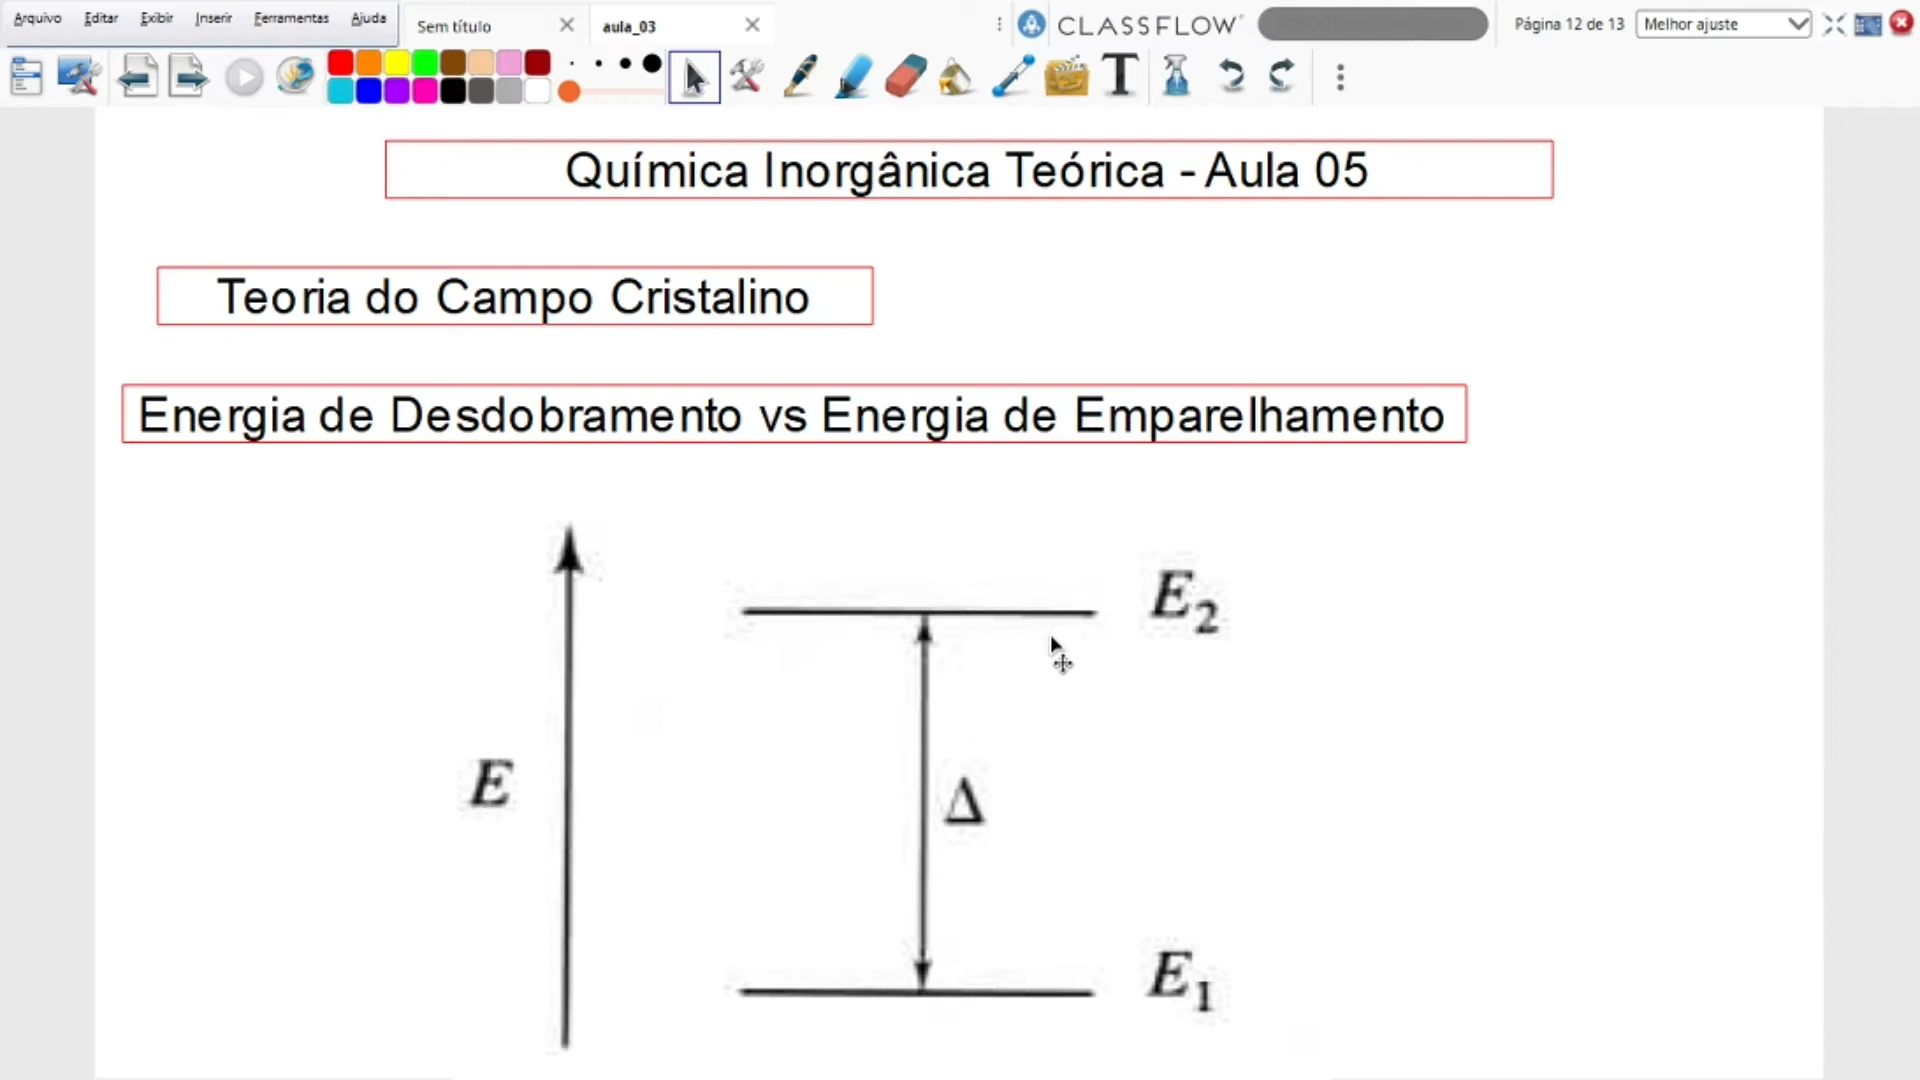 Arquivo Editar Exibir Inserir Ferramentas Ajuda
Sem título
aula_03
CLASSFLOW
Página 12 de 13
Melhor ajuste
T
Química Inorgânica Teórica - Aula 05
Teoria do Campo Cristalino
Energia de Desdobramento vs Energia de Emparelhamento
E2
E
Δ
E1